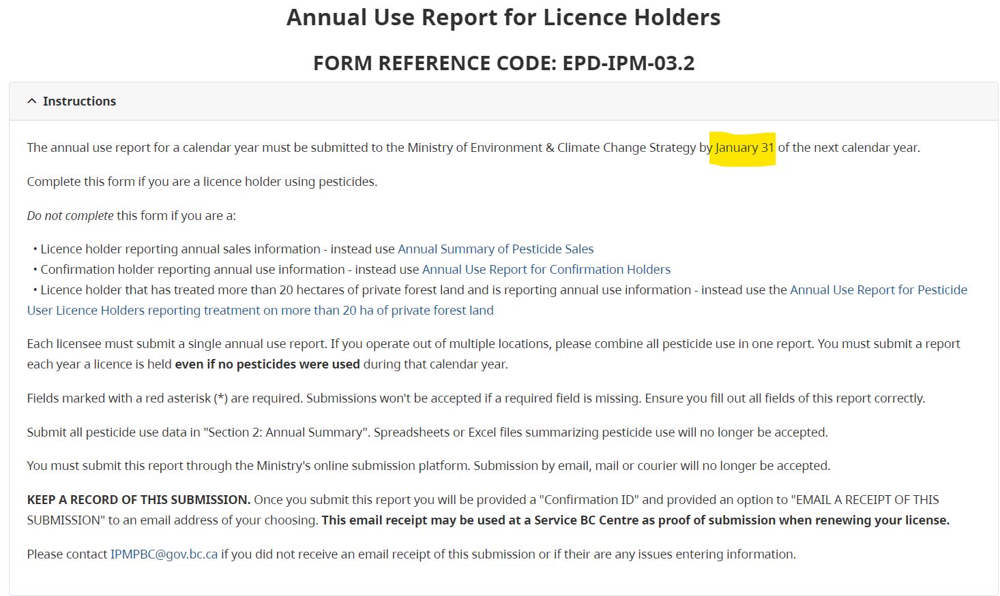 Annual Use Report for Licence Holders
FORM REFERENCE CODE: EPD-IPM-03.2
Instructions
The annual use report for a calendar year must be submitted to the Ministry of Environment & Climate Change Strategy by January 31 of the next calendar year.
Complete this form if you are a licence holder using pesticides.
Do not complete this form if you are a:
• Licence holder reporting annual sales information - instead use Annual Summary of Pesticide Sales
• Confirmation holder reporting annual use information - instead use Annual Use Report for Confirmation Holders
• Licence holder that has treated more than 20 hectares of private forest land and is reporting annual use information - instead use the Annual Use Report for Pesticide
User Licence Holders reporting treatment on more than 20 ha of private forest land
Each licensee must submit a single annual use report. If you operate out of multiple locations, please combine all pesticide use in one report. You must submit a report
each year a licence is held even if no pesticides were used during that calendar year.
Fields marked with a red asterisk (*) are required. Submissions won't be accepted if a required field is missing. Ensure you fill out all fields of this report correctly.
Submit all pesticide use data in "Section 2: Annual Summary". Spreadsheets or Excel files summarizing pesticide use will no longer be accepted.
You must submit this report through the Ministry's online submission platform. Submission by email, mail or courier will no longer be accepted.
KEEP A RECORD OF THIS SUBMISSION. Once you submit this report you will be provided a "Confirmation ID" and provided an option to "EMAIL A RECEIPT OF THIS
SUBMISSION" to an email address of your choosing. This email receipt may be used at a Service BC Centre as proof of submission when renewing your license.
Please contact IPMPBC@gov.bc.ca if you did not receive an email receipt of this submission or if their are any issues entering information.